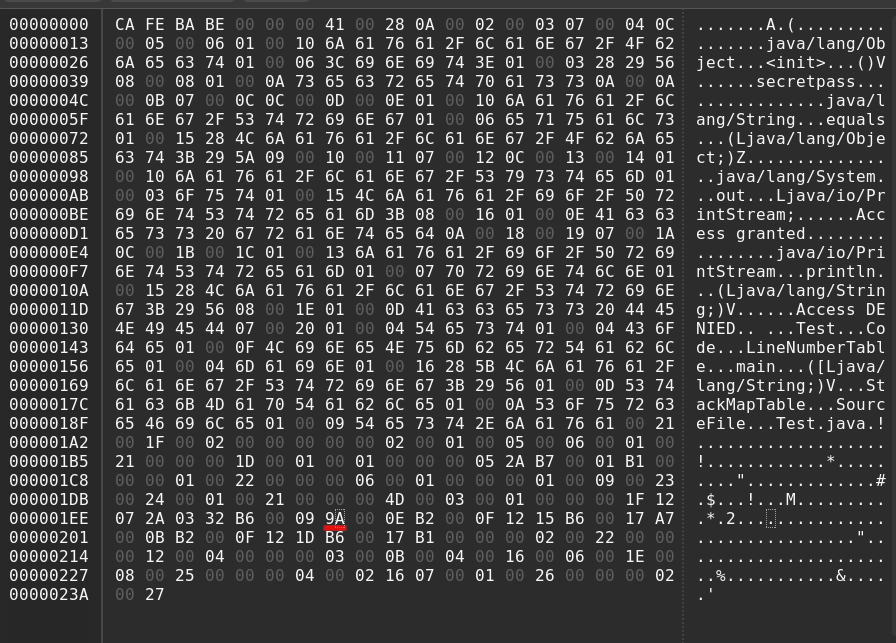 00000000 CA FE BA BE 00 00 00 41 00 28 0A 00 02 00 03 07 00 04 0C .......A.(.........
00000013 00 05 00 06 01 00 10 6A 61 76 61 2F 6C 61 6E 67 2F 4F 62 .......java/lang/Ob
00000026 6A 65 63 74 01 00 06 3C 69 6E 69 74 3E 01 00 03 28 29 56 ject...<init>...()V
00000039 08 00 08 01 00 0A 73 65 63 72 65 74 70 61 73 73 0A 00 0A ......secretpass...
0000004C 00 0B 07 00 0C 0C 00 0D 00 0E 01 00 10 6A 61 76 61 2F 6C .............java/l
0000005F 61 6E 67 2F 53 74 72 69 6E 67 01 00 06 65 71 75 61 6C 73 ang/String...equals
00000072 01 00 15 28 4C 6A 61 76 61 2F 6C 61 6E 67 2F 4F 62 6A 65 ...(Ljava/lang/Obje
00000085 63 74 3B 29 5A 09 00 10 00 11 07 00 12 0C 00 13 00 14 01 ct;)Z..............
00000098 00 10 6A 61 76 61 2F 6C 61 6E 67 2F 53 79 73 74 65 6D 01 ..java/lang/System.
000000AB 00 03 6F 75 74 01 00 15 4C 6A 61 76 61 2F 69 6F 2F 50 72 ..out...Ljava/io/Pr
000000BE 69 6E 74 53 74 72 65 61 6D 3B 08 00 16 01 00 0E 41 63 63 intStream;......Acc
000000D1 65 73 73 20 67 72 61 6E 74 65 64 0A 00 18 00 19 07 00 1A ess granted........
000000E4 0C 00 1B 00 1C 01 00 13 6A 61 76 61 2F 69 6F 2F 50 72 69 ........java/io/Pri
000000F7 6E 74 53 74 72 65 61 6D 01 00 07 70 72 69 6E 74 6C 6E 01 ntStream...println.
0000010A 00 15 28 4C 6A 61 76 61 2F 6C 61 6E 67 2F 53 74 72 69 6E ..(Ljava/lang/Strin
0000011D 67 3B 29 56 08 00 1E 01 00 0D 41 63 63 65 73 73 20 44 45 g;)V......Access DE
00000130 4E 49 45 44 07 00 20 01 00 04 54 65 73 74 01 00 04 43 6F NIED.. ...Test...Co
00000143 64 65 01 00 0F 4C 69 6E 65 4E 75 6D 62 65 72 54 61 62 6C de...LineNumberTabl
00000156 65 01 00 04 6D 61 69 6E 01 00 16 28 5B 4C 6A 61 76 61 2F e...main...([Ljava/
00000169 6C 61 6E 67 2F 53 74 72 69 6E 67 3B 29 56 01 00 0D 53 74 lang/String;)V...St
0000017C 61 63 6B 4D 61 70 54 61 62 6C 65 01 00 0A 53 6F 75 72 63 ackMapTable...Sourc
0000018F 65 46 69 6C 65 01 00 09 54 65 73 74 2E 6A 61 76 61 00 21 eFile...Test.java.!
000001A2 00 1F 00 02 00 00 00 00 00 02 00 01 00 05 00 06 00 01 00 ...................
000001B5 21 00 00 00 1D 00 01 00 01 00 00 00 05 2A B7 00 01 B1 00 !............*.....
000001C8 00 00 01 00 22 00 00 00 06 00 01 00 00 00 01 00 09 00 23 ....".............#
000001DB 00 24 00 01 00 21 00 00 00 4D 00 03 00 01 00 00 00 1F 12 .$...!...M.........
000001EE 07 2A 03 32 B6 00 09 9A 00 0E B2 00 0F 12 15 B6 00 17 A7 .*.2...............
00000201 00 0B B2 00 0F 12 1D B6 00 17 B1 00 00 00 02 00 22 00 00 ................"..
00000214 00 12 00 04 00 00 00 03 00 0B 00 04 00 16 00 06 00 1E 00 ...................
00000227 08 00 25 00 00 00 04 00 02 16 07 00 01 00 26 00 00 00 02 ..%...........&....
0000023A 00 27 .'